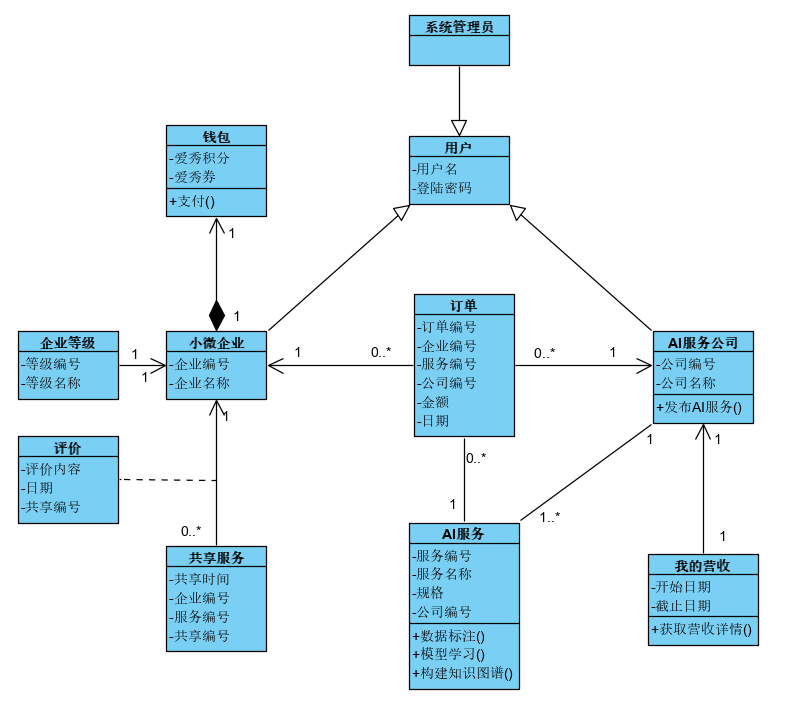 系统管理员
钱包
-爱秀积分
-爱秀券
+支付()
用户
-用户名
-登陆密码
1
1
企业等级
-等级编号
-等级名称
1
1
小微企业
-企业编号
-企业名称
1
0..*
订单
-订单编号
-企业编号
-服务编号
-公司编号
-金额
-日期
0..*
1
AI服务公司
-公司编号
-公司名称
+发布AI服务()
1
评价
-评价内容
-日期
-共享编号
0..*
1
1
0..*
共享服务
-共享时间
-企业编号
-服务编号
-共享编号
1
1..*
AI服务
-服务编号
-服务名称
-规格
-公司编号
+数据标注()
+模型学习()
+构建知识图谱()
1
我的营收
-开始日期
-截止日期
+获取营收详情()